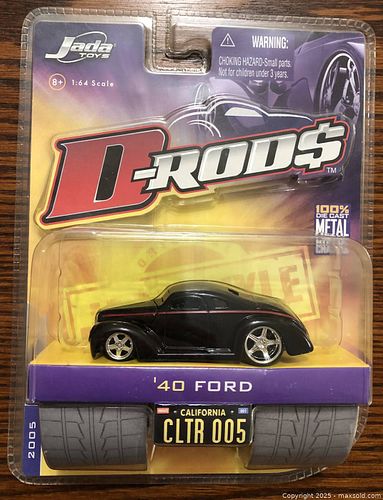 Jada
TOYS
8+ 1:64 Scale
WARNING:
CHOKING HAZARD-Small parts.
Not for children under 3 years.
D-ROD$
TM
100%
DIE CAST
METAL
'40 FORD
2005
CALIFORNIA
CLTR 005
Copyright 2025 - maxsold.com